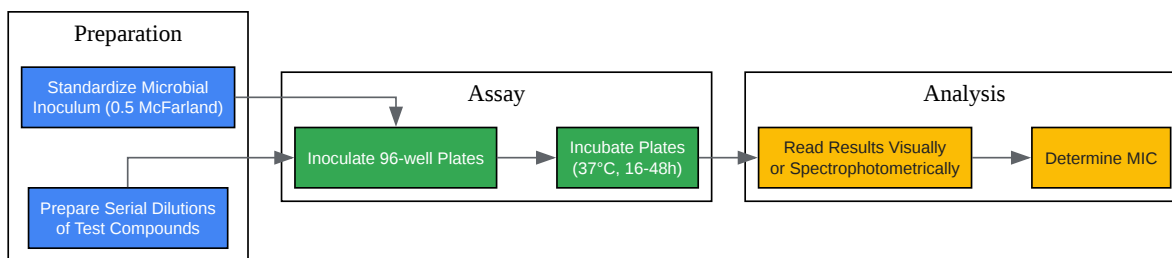 Preparation
Standardize Microbial
Inoculum (0.5 McFarland)
Prepare Serial Dilutions
of Test Compounds
Assay
Inoculate 96-well Plates
Incubate Plates
(37°C, 16-48h)
Analysis
Read Results Visually
or Spectrophotometrically
Determine MIC